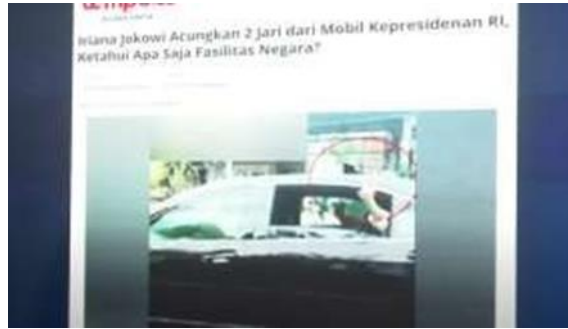 Iriana Jokowi Acungkan 2 Jari dari Mobil Kepresidenan RI,
Ketahui Apa Saja Fasilitas Negara?